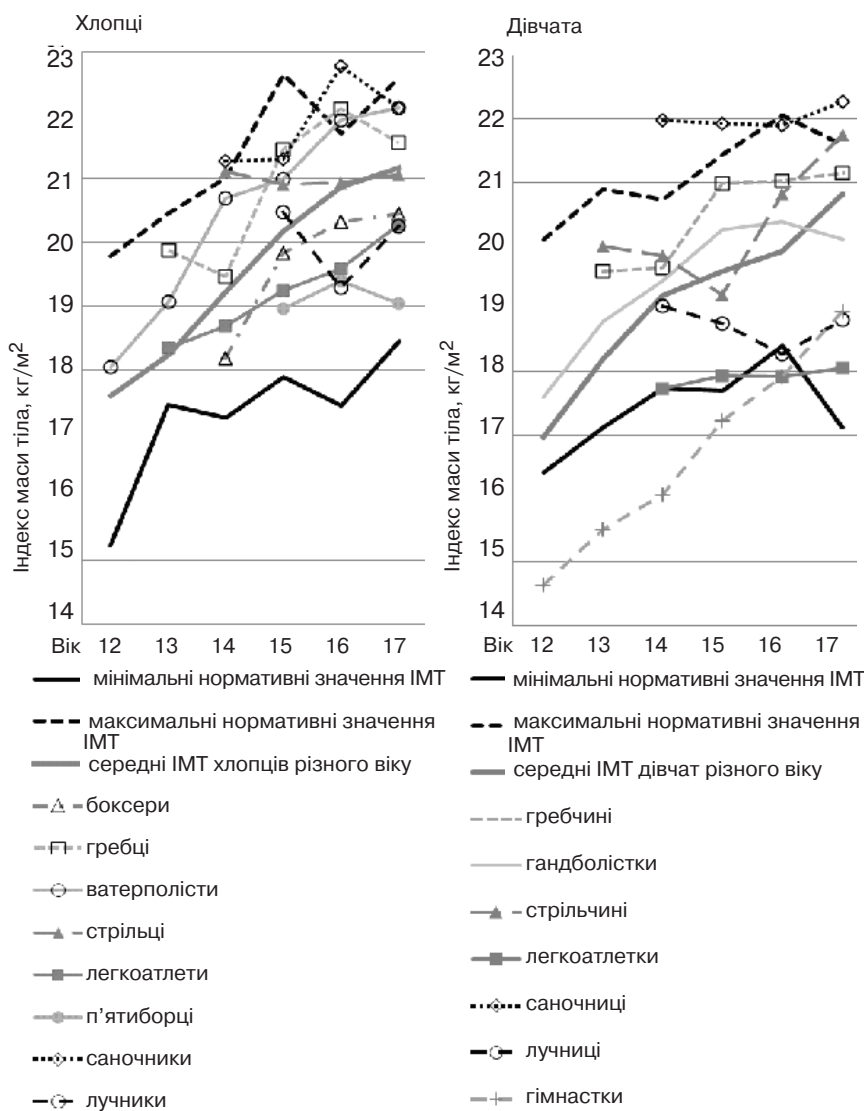 Хлопці
Індекс маси тіла, кг/м²
23
22
21
20
19
18
17
16
15
14
Вік 12 13 14 15 16 17
мінімальні нормативні значення ІМТ
максимальні нормативні значення
ІМТ
середні ІМТ хлопців різного віку
боксери
гребці
ватерполісти
стрільці
легкоатлети
п’ятиборці
саночники
лучники
Дівчата
Індекс маси тіла, кг/м²
23
22
21
20
19
18
17
16
15
14
12 13 14 15 16 17
мінімальні нормативні значення ІМТ
максимальні нормативні значення
ІМТ
середні ІМТ дівчат різного віку
гребчині
гандболістки
стрільчині
легкоатлетки
саночниці
лучниці
гімнастки